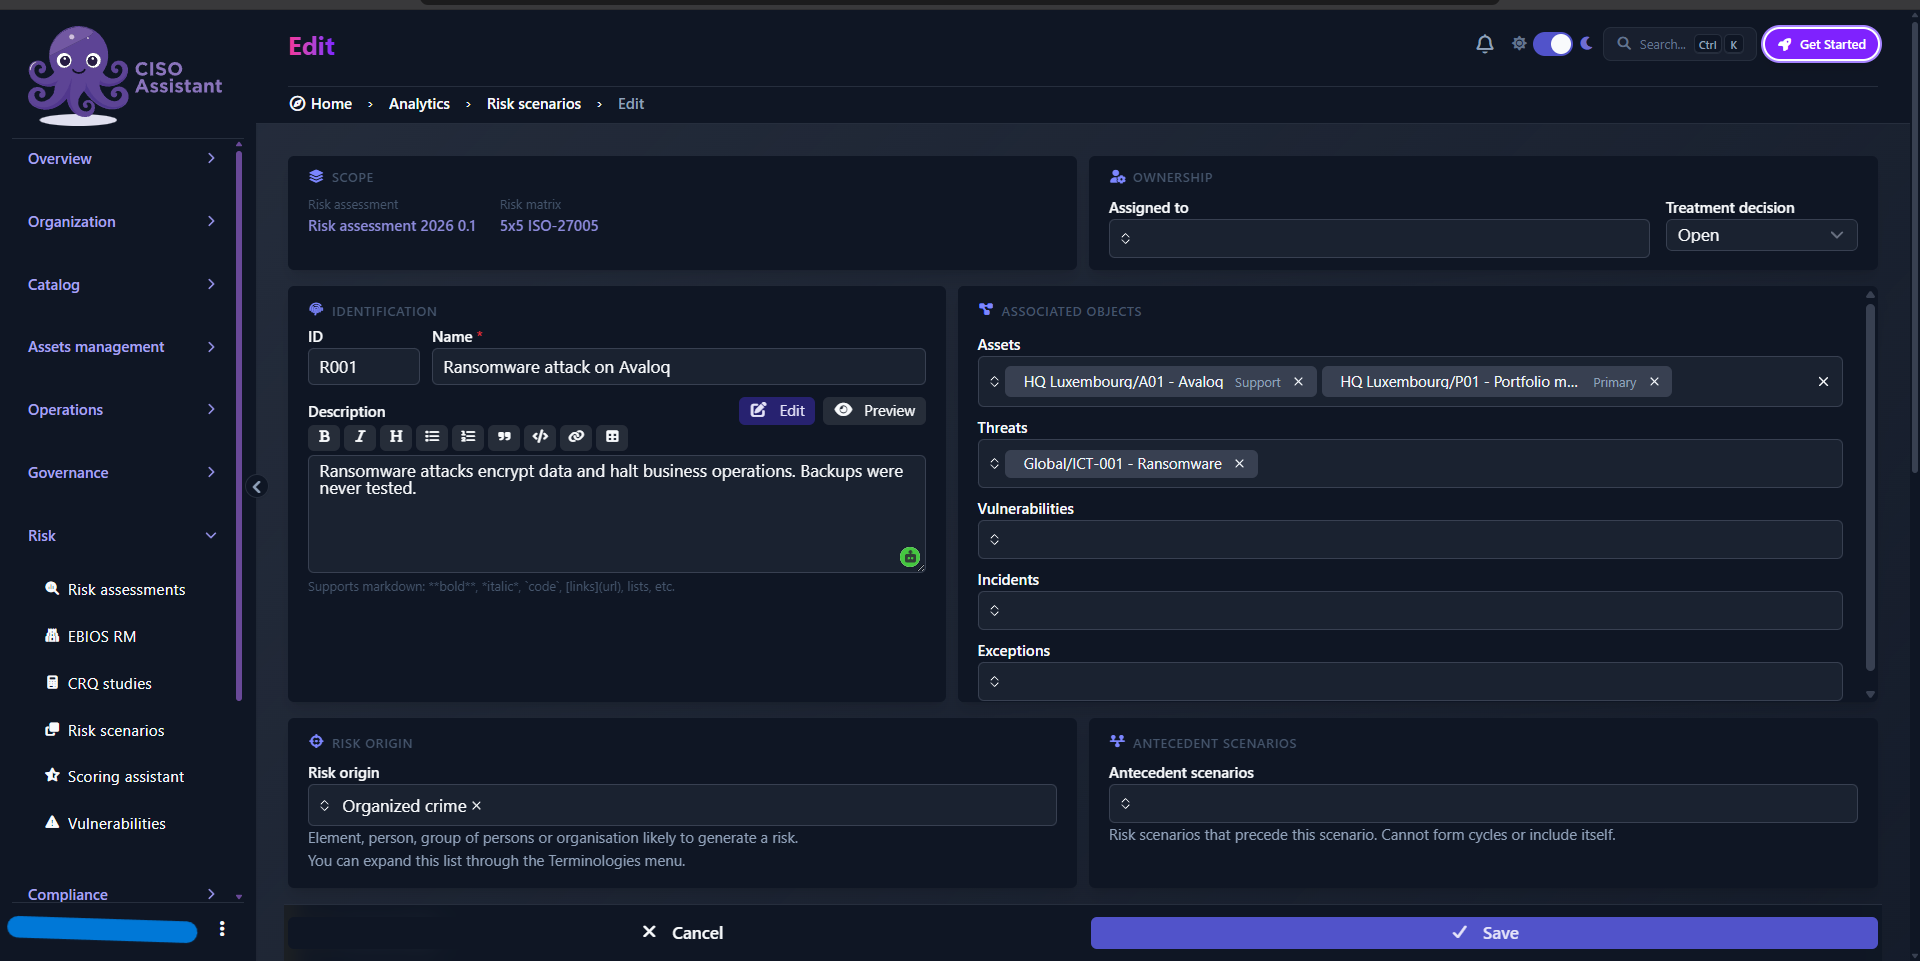 CISO
Assistant
Edit
Search... Ctrl K
Get Started
Home › Analytics › Risk scenarios › Edit
Overview
Organization
Catalog
Assets management
Operations
Governance
Risk
Risk assessments
EBIOS RM
CRQ studies
Risk scenarios
Scoring assistant
Vulnerabilities
Compliance
SCOPE
Risk assessment
Risk assessment 2026 0.1
Risk matrix
5x5 ISO-27005
OWNERSHIP
Assigned to
Treatment decision
Open
IDENTIFICATION
ID
R001
Name *
Ransomware attack on Avaloq
Description
Edit
Preview
B I H
Ransomware attacks encrypt data and halt business operations. Backups were
never tested.
Supports markdown: **bold**, *italic*, `code`, [links](url), lists, etc.
ASSOCIATED OBJECTS
Assets
HQ Luxembourg/A01 - Avaloq Support ×
HQ Luxembourg/P01 - Portfolio m... Primary ×
Threats
Global/ICT-001 - Ransomware ×
Vulnerabilities
Incidents
Exceptions
RISK ORIGIN
Risk origin
Organized crime ×
Element, person, group of persons or organisation likely to generate a risk.
You can expand this list through the Terminologies menu.
ANTECEDENT SCENARIOS
Antecedent scenarios
Risk scenarios that precede this scenario. Cannot form cycles or include itself.
Cancel
Save